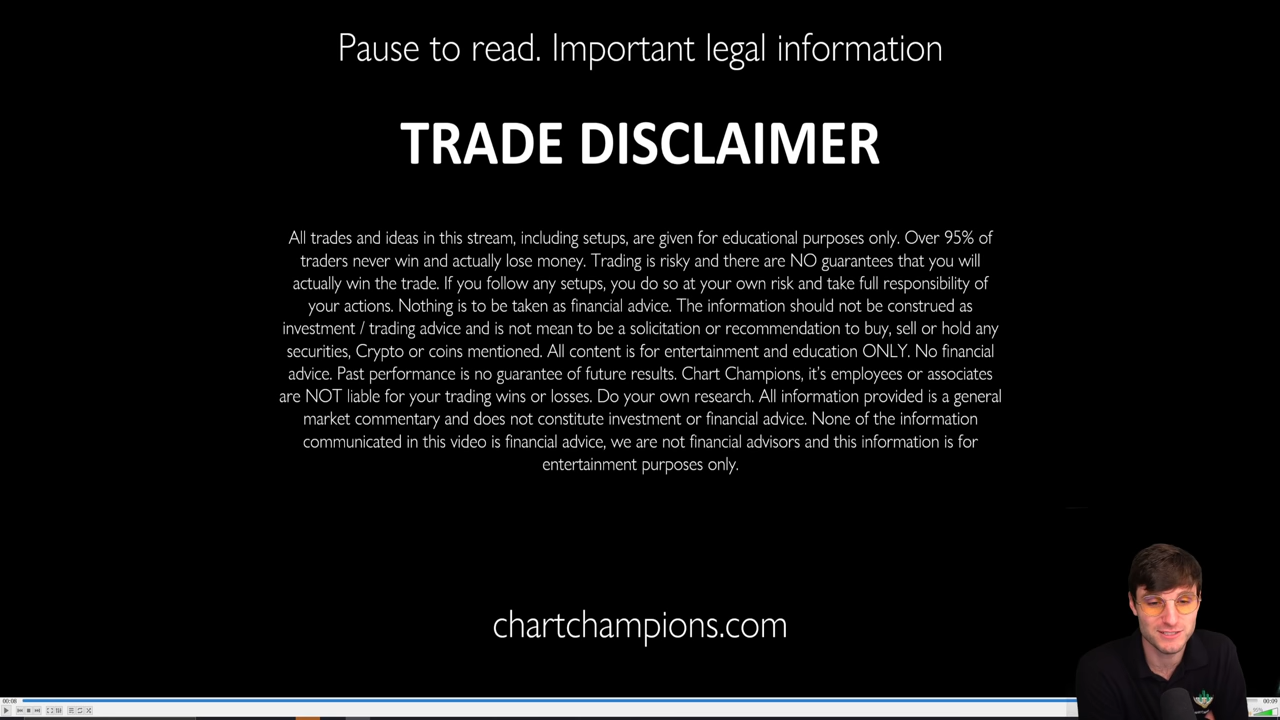 Pause to read. Important legal information
TRADE DISCLAIMER
All trades and ideas in this stream, including setups, are given for educational purposes only. Over 95% of
traders never win and actually lose money. Trading is risky and there are NO guarantees that you will
actually win the trade. If you follow any setups, you do so at your own risk and take full responsibility of
your actions. Nothing is to be taken as financial advice. The information should not be construed as
investment / trading advice and is not mean to be a solicitation or recommendation to buy, sell or hold any
securities, Crypto or coins mentioned. All content is for entertainment and education ONLY. No financial
advice. Past performance is no guarantee of future results. Chart Champions, it's employees or associates
are NOT liable for your trading wins or losses. Do your own research. All information provided is a general
market commentary and does not constitute investment or financial advice. None of the information
communicated in this video is financial advice, we are not financial advisors and this information is for
entertainment purposes only.
chartchampions.com
00:08
00:09